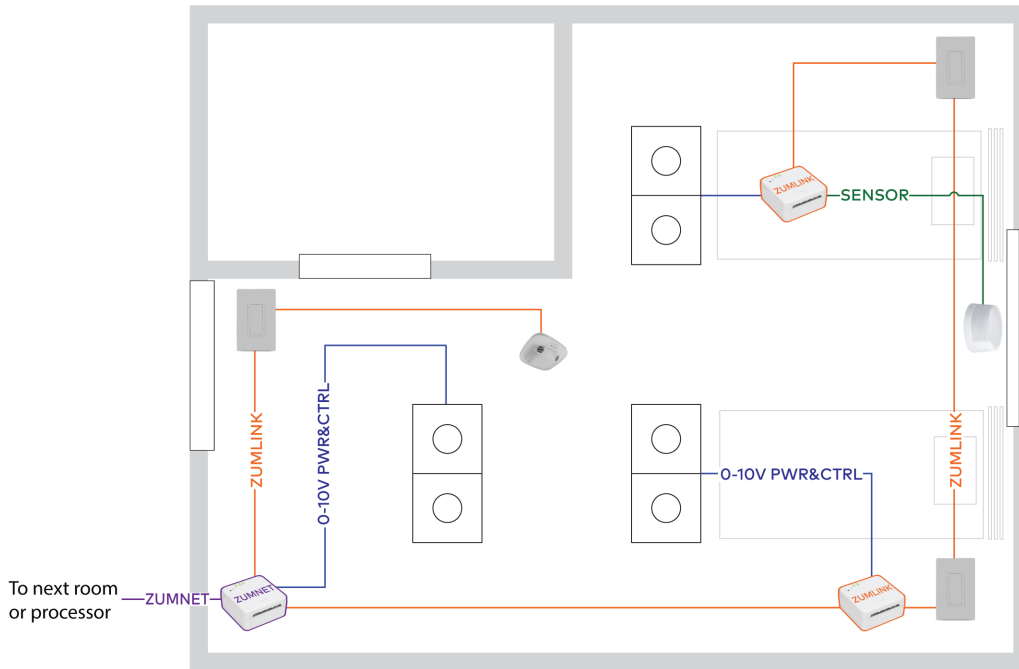 ZUMLINK
SENSOR
ZUMLINK
0-10V PWR&CTRL
0-10V PWR&CTRL
ZUMLINK
To next room
or processor
ZUMNET
ZUMNET
ZUMLINK